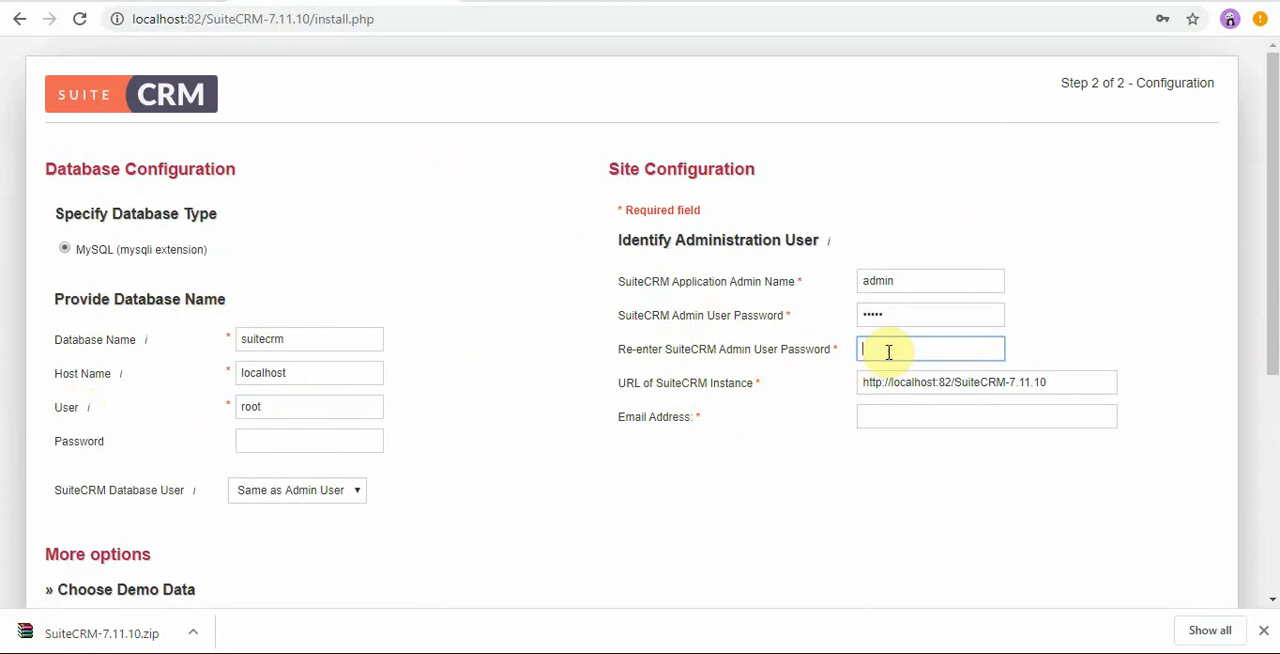 localhost:82/SuiteCRM-7.11.10/install.php
SUITE CRM
Step 2 of 2 - Configuration
Database Configuration
Specify Database Type
MySQL (mysqli extension)
Provide Database Name
Database Name i * suitecrm
Host Name i * localhost
User i * root
Password
SuiteCRM Database User i Same as Admin User
More options
» Choose Demo Data
Site Configuration
* Required field
Identify Administration User i
SuiteCRM Application Admin Name * admin
SuiteCRM Admin User Password * •••••
Re-enter SuiteCRM Admin User Password *
URL of SuiteCRM Instance * http://localhost:82/SuiteCRM-7.11.10
Email Address: *
SuiteCRM-7.11.10.zip
Show all